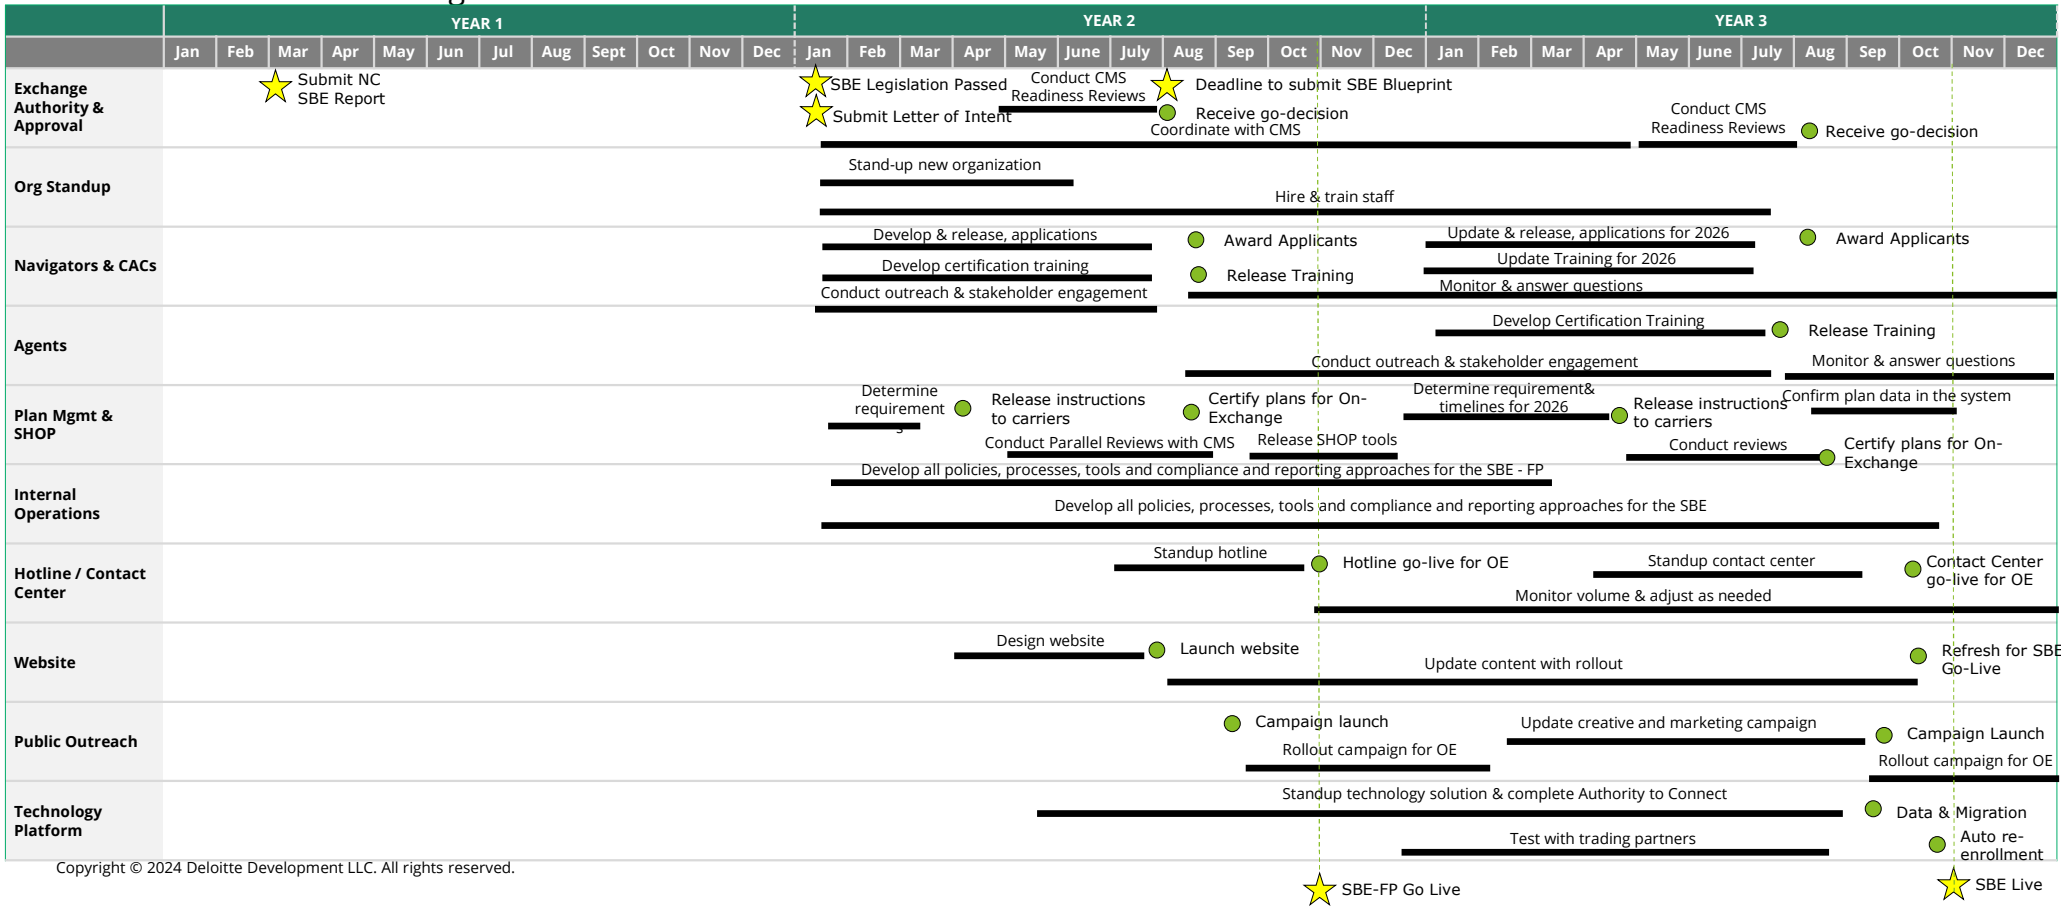 YEAR 1 YEAR 2 YEAR 3
Jan Feb Mar Apr May Jun Jul Aug Sept Oct Nov Dec Jan Feb Mar Apr May June July Aug Sep Oct Nov Dec Jan Feb Mar Apr May June July Aug Sep Oct Nov Dec
Exchange
Authority &
Approval
Submit NC
SBE Report
SBE Legislation Passed
Submit Letter of Intent
Conduct CMS
Readiness Reviews
Deadline to submit SBE Blueprint
Receive go-decision
Coordinate with CMS
Conduct CMS
Readiness Reviews
Receive go-decision
Org Standup
Stand-up new organization
Hire & train staff
Navigators & CACs
Develop & release, applications
Award Applicants
Update & release, applications for 2026
Award Applicants
Develop certification training
Release Training
Update Training for 2026
Conduct outreach & stakeholder engagement
Monitor & answer questions
Agents
Develop Certification Training
Release Training
Conduct outreach & stakeholder engagement
Monitor & answer questions
Plan Mgmt &
SHOP
Determine
requirement
s
Release instructions
to carriers
Certify plans for On-
Exchange
Determine requirement&
timelines for 2026
Release instructions
to carriers
Confirm plan data in the system
Conduct Parallel Reviews with CMS
Release SHOP tools
Conduct reviews
Certify plans for On-
Exchange
Internal
Operations
Develop all policies, processes, tools and compliance and reporting approaches for the SBE - FP
Develop all policies, processes, tools and compliance and reporting approaches for the SBE
Hotline / Contact
Center
Standup hotline
Hotline go-live for OE
Standup contact center
Contact Center
go-live for OE
Monitor volume & adjust as needed
Website
Design website
Launch website
Update content with rollout
Refresh for SBE
Go-Live
Public Outreach
Campaign launch
Rollout campaign for OE
Update creative and marketing campaign
Campaign Launch
Rollout campaign for OE
Technology
Platform
Standup technology solution & complete Authority to Connect
Data & Migration
Test with trading partners
Auto re-
enrollment
Copyright © 2024 Deloitte Development LLC. All rights reserved.
SBE-FP Go Live
SBE Live